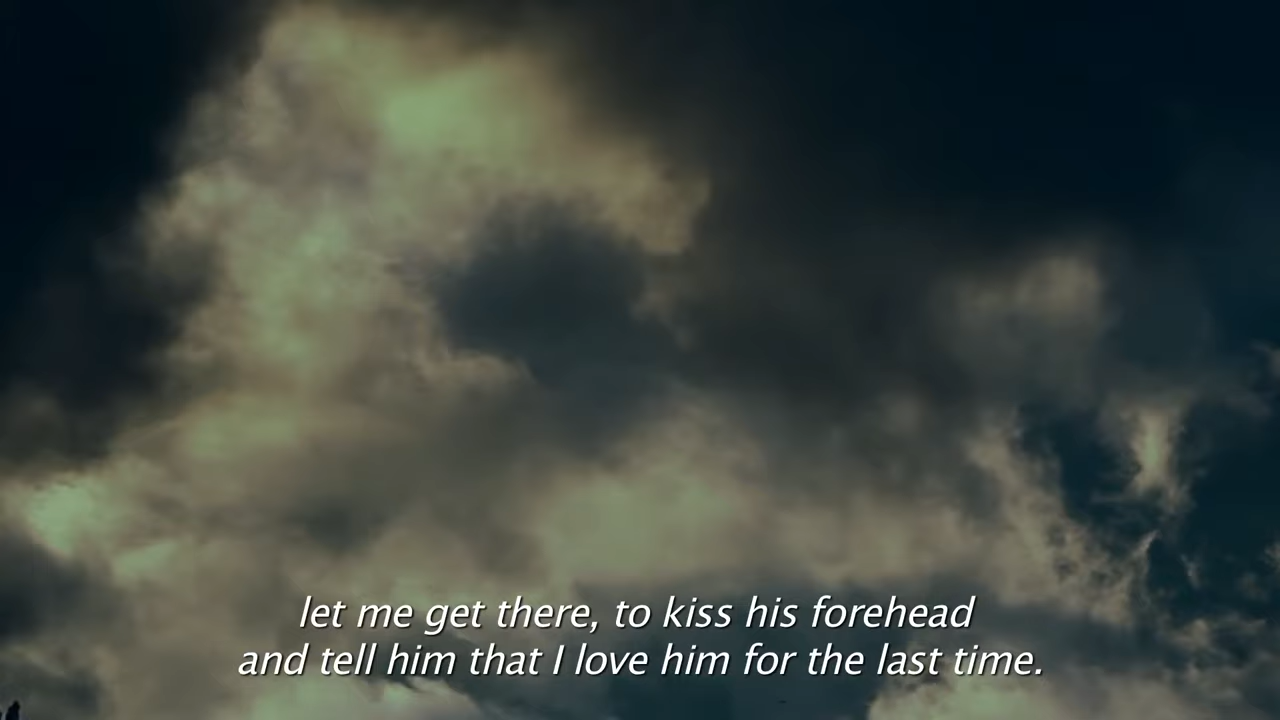 let me get there, to kiss his forehead
and tell him that I love him for the last time.